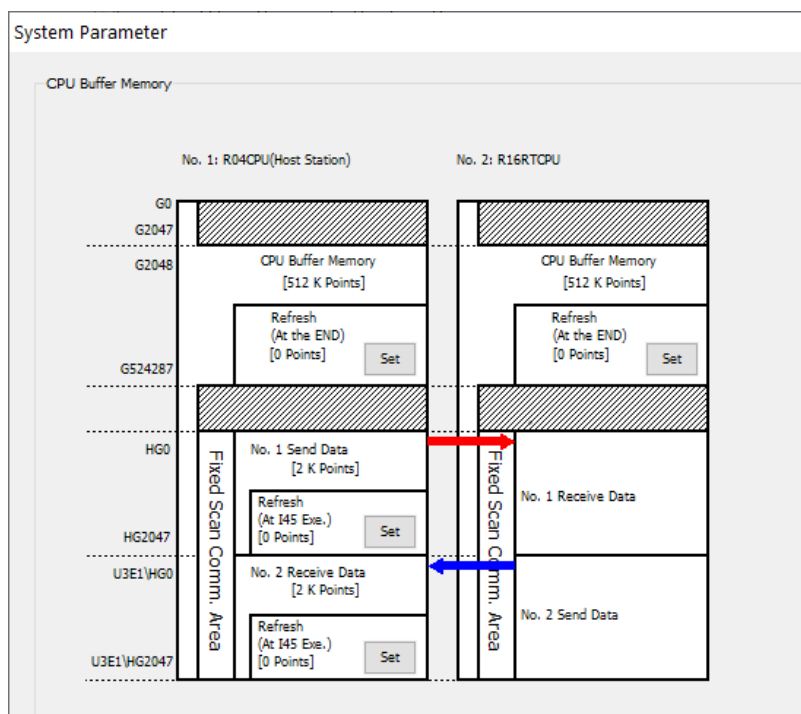 System Parameter
CPU Buffer Memory
No. 1: R04CPU(Host Station)
No. 2: R16RTCPU
G0
G2047
G2048
CPU Buffer Memory
[512 K Points]
CPU Buffer Memory
[512 K Points]
Refresh
(At the END)
[0 Points]
Set
Refresh
(At the END)
[0 Points]
Set
G524287
HG0
Fixed Scan Comm. Area
No. 1 Send Data
[2 K Points]
Refresh
(At I45 Exe.)
[0 Points]
Set
Fixed Scan Comm. Area
No. 1 Receive Data
HG2047
U3E1\HG0
No. 2 Receive Data
[2 K Points]
Refresh
(At I45 Exe.)
[0 Points]
Set
No. 2 Send Data
U3E1\HG2047